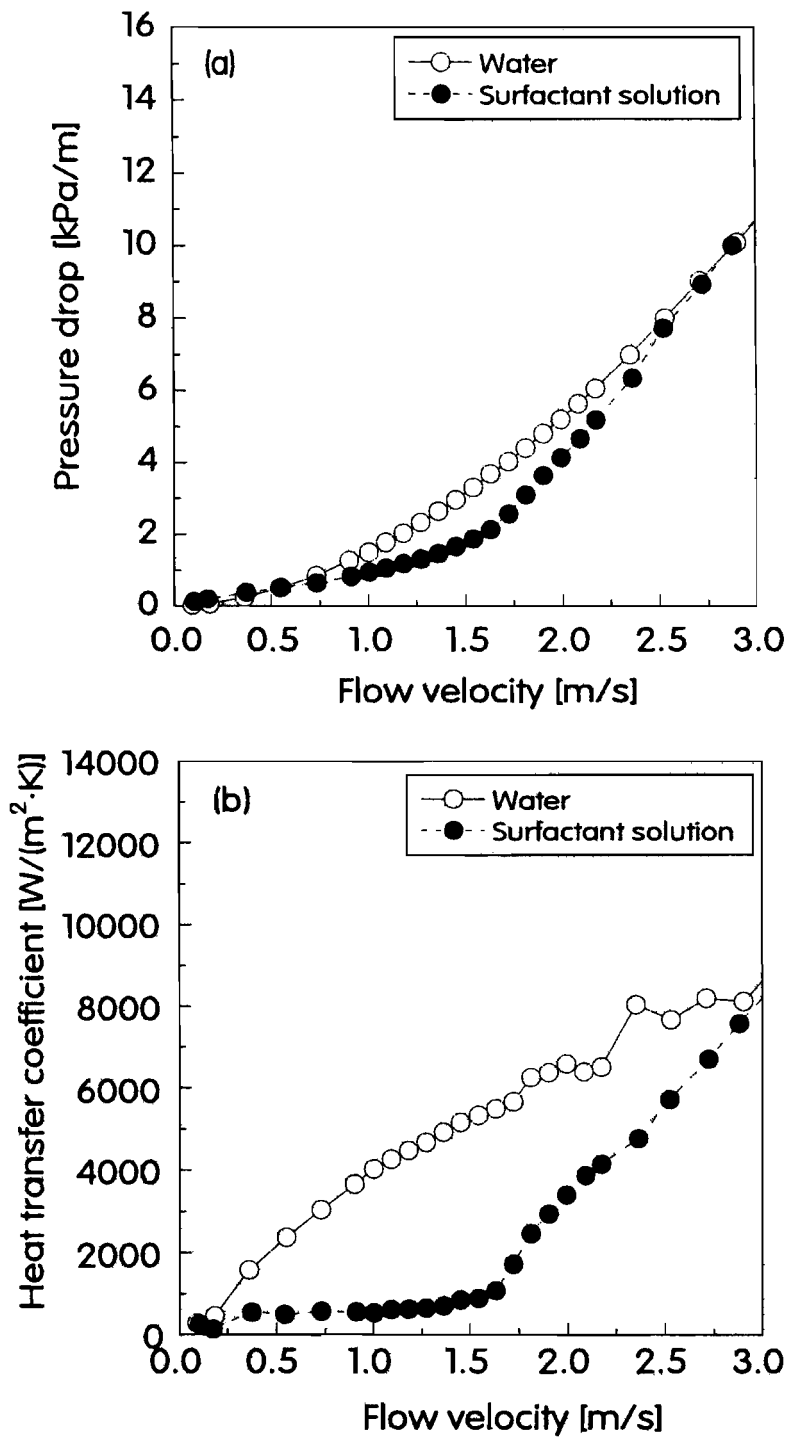 (a)
Water
Surfactant solution
Pressure drop [kPa/m]
16
14
12
10
8
6
4
2
0
0.0 0.5 1.0 1.5 2.0 2.5 3.0
Flow velocity [m/s]
(b)
Water
Surfactant solution
Heat transfer coefficient [W/(m²·K)]
14000
12000
10000
8000
6000
4000
2000
0
0.0 0.5 1.0 1.5 2.0 2.5 3.0
Flow velocity [m/s]